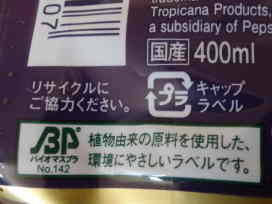 07
Tropicana Products,
a subsidiary of Peps
国産 400ml
リサイクルに
ご協力ください。
プラ
キャップ
ラベル
BP
バイオマスプラ
No.142
植物由来の原料を使用した、
環境にやさしいラベルです。